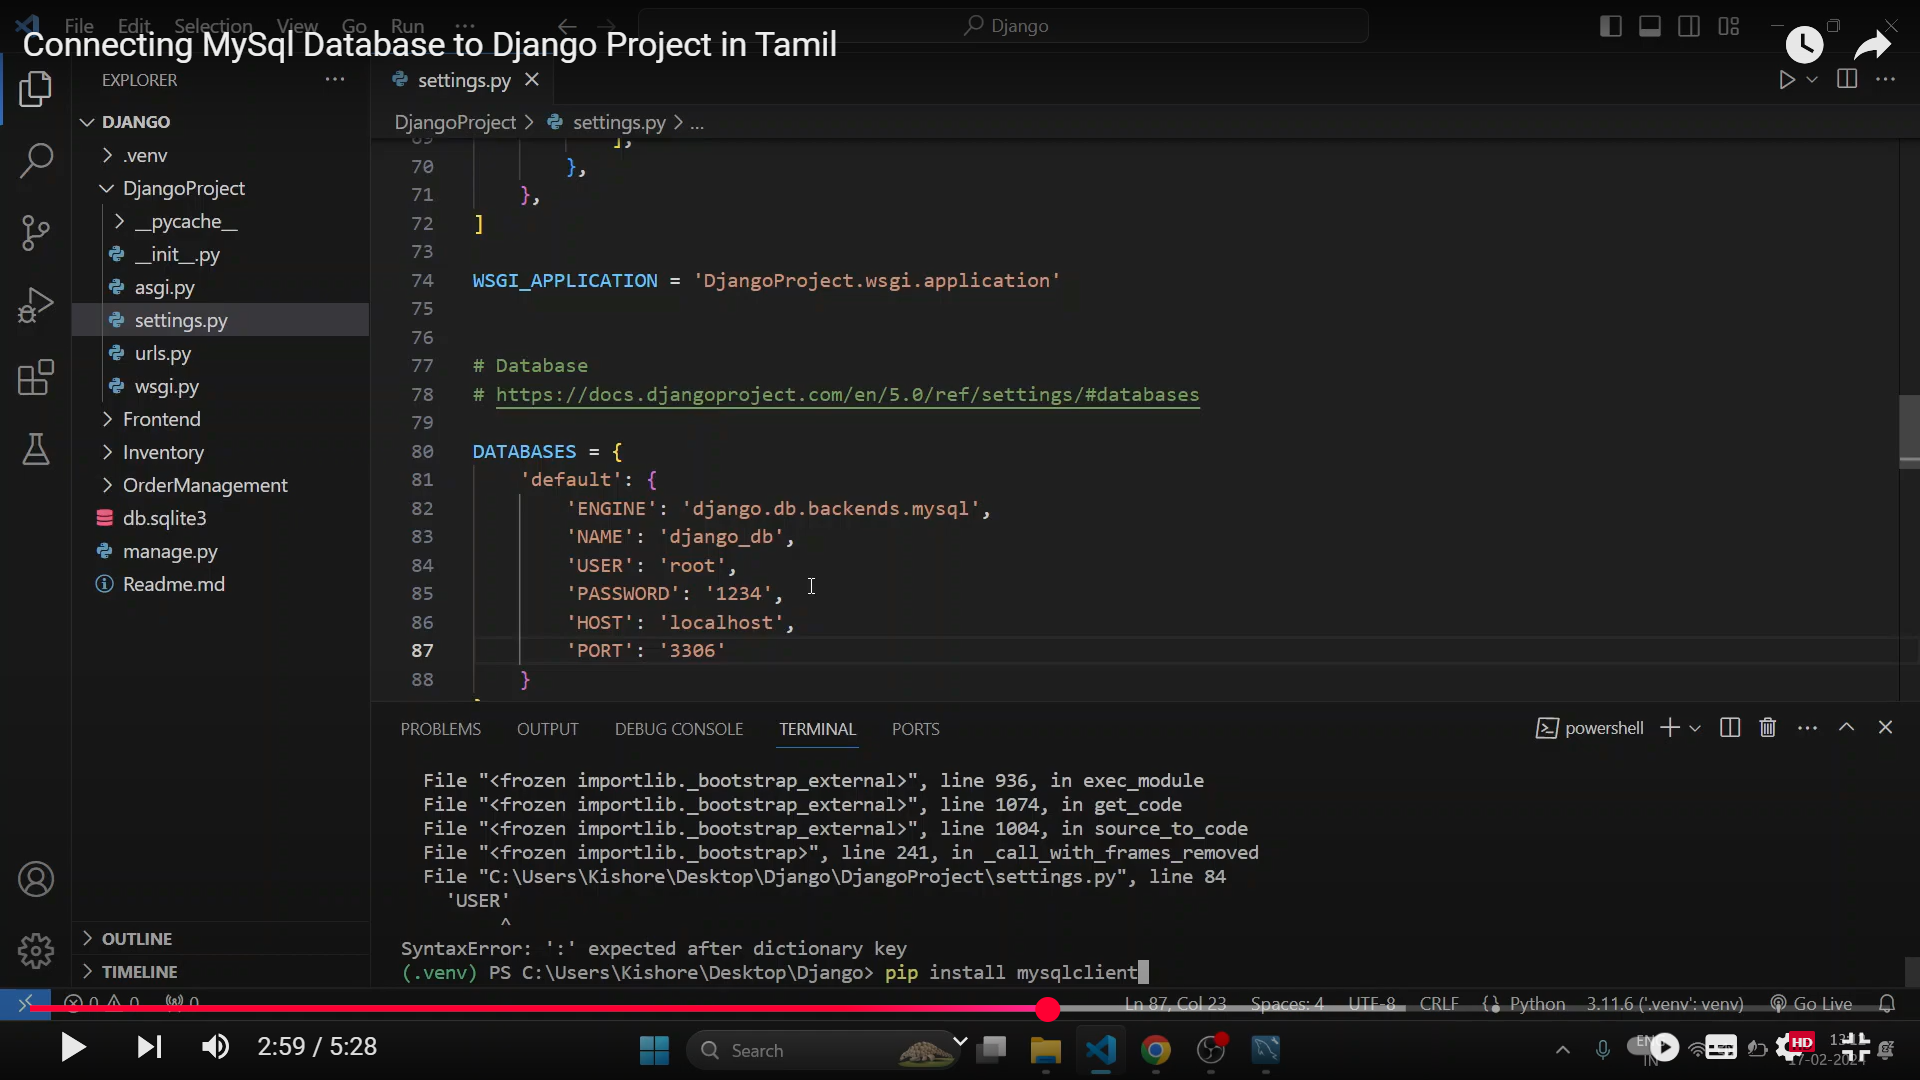 File Edit Selection View Go Run ···
Django
Connecting MySql Database to Django Project in Tamil
EXPLORER
settings.py
DJANGO
.venv
DjangoProject
__pycache__
__init__.py
asgi.py
settings.py
urls.py
wsgi.py
Frontend
Inventory
OrderManagement
db.sqlite3
manage.py
Readme.md
OUTLINE
TIMELINE
DjangoProject > settings.py > ...
69 ],
70 },
71 },
72 ]
73
74 WSGI_APPLICATION = 'DjangoProject.wsgi.application'
75
76
77 # Database
78 # https://docs.djangoproject.com/en/5.0/ref/settings/#databases
79
80 DATABASES = {
81 'default': {
82 'ENGINE': 'django.db.backends.mysql',
83 'NAME': 'django_db',
84 'USER': 'root',
85 'PASSWORD': '1234',
86 'HOST': 'localhost',
87 'PORT': '3306'
88 }
PROBLEMS OUTPUT DEBUG CONSOLE TERMINAL PORTS
powershell
File "<frozen importlib._bootstrap_external>", line 936, in exec_module
File "<frozen importlib._bootstrap_external>", line 1074, in get_code
File "<frozen importlib._bootstrap_external>", line 1004, in source_to_code
File "<frozen importlib._bootstrap>", line 241, in _call_with_frames_removed
File "C:\Users\Kishore\Desktop\Django\DjangoProject\settings.py", line 84
'USER'
^
SyntaxError: ':' expected after dictionary key
(.venv) PS C:\Users\Kishore\Desktop\Django> pip install mysqlclient
0 0 0
Ln 87, Col 23 Spaces: 4 UTF-8 CRLF Python 3.11.6 ('.venv': venv) Go Live
2:59 / 5:28
Search
HD